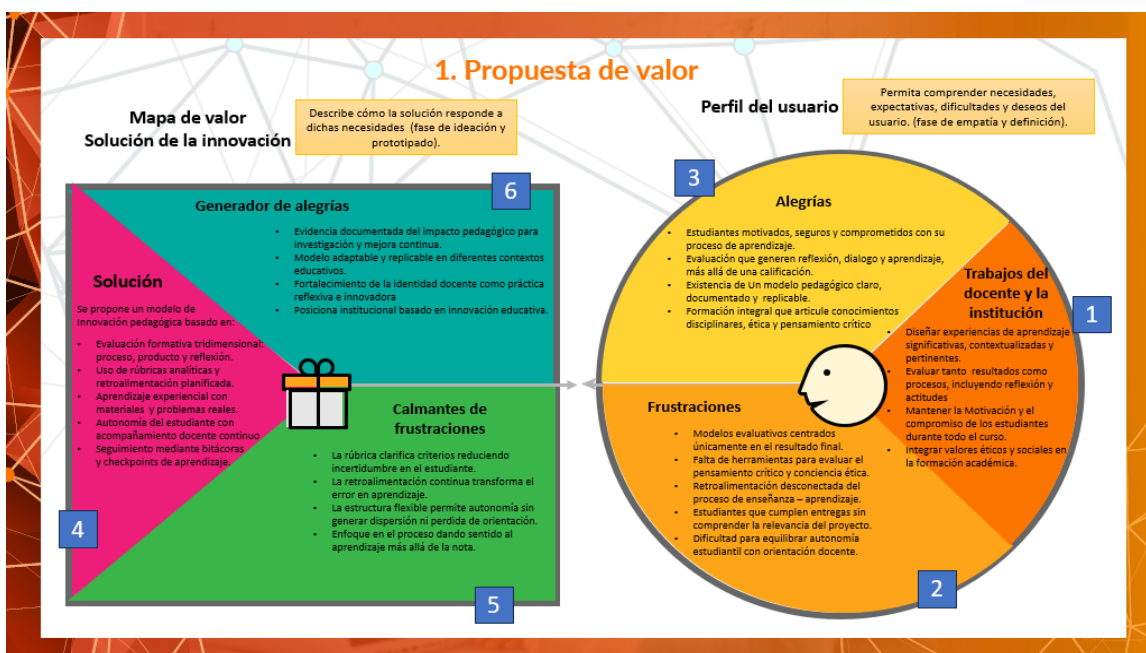 1. Propuesta de valor
Mapa de valor
Solución de la innovación
Describe cómo la solución responde a
dichas necesidades (fase de ideación y
prototipado).
Perfil del usuario
Permita comprender necesidades,
expectativas, dificultades y deseos del
usuario. (fase de empatía y definición).
6
Generador de alegrías
• Evidencia documentada del impacto pedagógico para
investigación y mejora continua.
• Modelo adaptable y replicable en diferentes contextos
educativos.
• Fortalecimiento de la identidad docente como práctica
reflexiva e innovadora
• Posiciona institucional basado en innovación educativa.
Solución
Se propone un modelo de
Innovación pedagógica basado en:
• Evaluación formativa tridimensional:
proceso, producto y reflexión.
• Uso de rúbricas analíticas y
retroalimentación planificada.
• Aprendizaje experiencial con
materiales y problemas reales.
• Autonomía del estudiante con
acompañamiento docente continuo
• Seguimiento mediante bitácoras
y checkpoints de aprendizaje.
4
Calmantes de
frustraciones
• La rúbrica clarifica criterios reduciendo
incertidumbre en el estudiante.
• La retroalimentación continua transforma el
error en aprendizaje.
• La estructura flexible permite autonomía sin
generar dispersión ni perdida de orientación.
• Enfoque en el proceso dando sentido al
aprendizaje más allá de la nota.
5
3
Alegrías
• Estudiantes motivados, seguros y comprometidos con su
proceso de aprendizaje.
• Evaluación que generen reflexión, dialogo y aprendizaje,
más allá de una calificación.
• Existencia de Un modelo pedagógico claro,
documentado y replicable.
• Formación integral que articule conocimientos
disciplinares, ética y pensamiento crítico
Trabajos del
docente y la
institución
1
• Diseñar experiencias de aprendizaje
significativas, contextualizadas y
pertinentes.
• Evaluar tanto resultados como
procesos, incluyendo reflexión y
actitudes
• Mantener la Motivación y el
compromiso de los estudiantes
durante todo el curso.
• Integrar valores éticos y sociales en
la formación académica.
Frustraciones
• Modelos evaluativos centrados
únicamente en el resultado final.
• Falta de herramientas para evaluar el
pensamiento crítico y conciencia ética.
• Retroalimentación desconectada del
proceso de enseñanza – aprendizaje.
• Estudiantes que cumplen entregas sin
comprender la relevancia del proyecto.
• Dificultad para equilibrar autonomía
estudiantil con orientación docente.
2